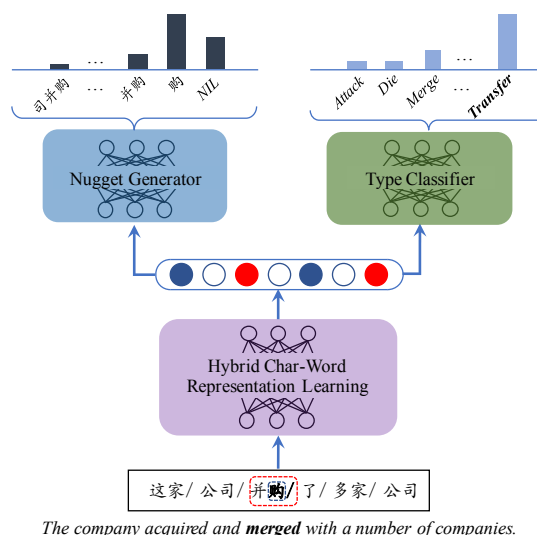 司并购 … 并购 购 NIL
Attack Die Merge … Transfer
Nugget Generator
Type Classifier
Hybrid Char-Word
Representation Learning
这家/ 公司/ 并购/ 了/ 多家/ 公司
The company acquired and merged with a number of companies.